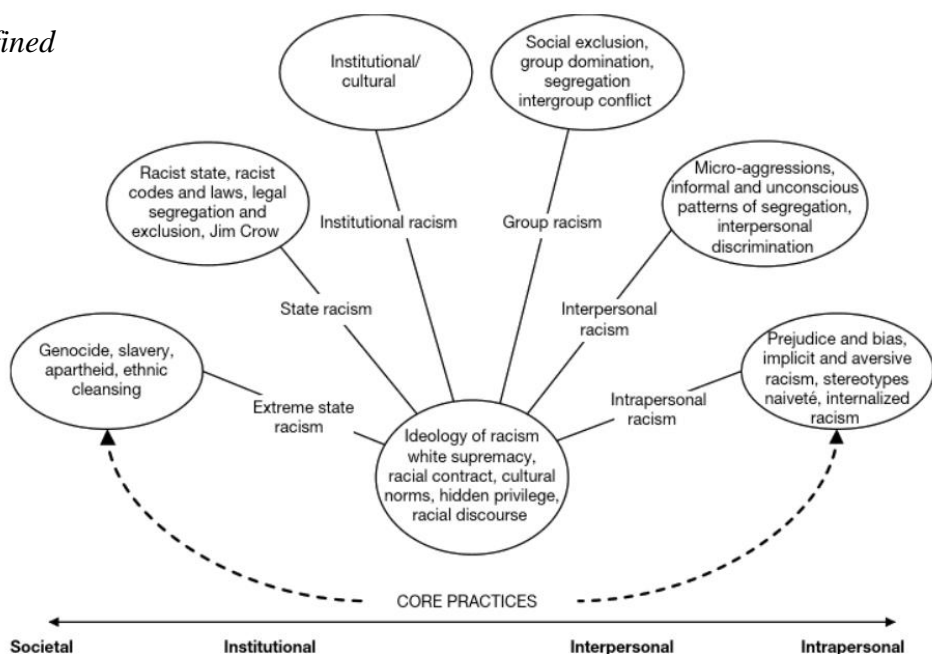 Institutional/
cultural
Social exclusion,
group domination,
segregation
intergroup conflict
Racist state, racist
codes and laws, legal
segregation and
exclusion, Jim Crow
Micro-aggressions,
informal and unconscious
patterns of segregation,
interpersonal
discrimination
Institutional racism
Group racism
State racism
Interpersonal
racism
Genocide, slavery,
apartheid, ethnic
cleansing
Prejudice and bias,
implicit and aversive
racism, stereotypes
naiveté, internalized
racism
Extreme state
racism
Intrapersonal
racism
Ideology of racism
white supremacy,
racial contract, cultural
norms, hidden privilege,
racial discourse
CORE PRACTICES
Societal
Institutional
Interpersonal
Intrapersonal